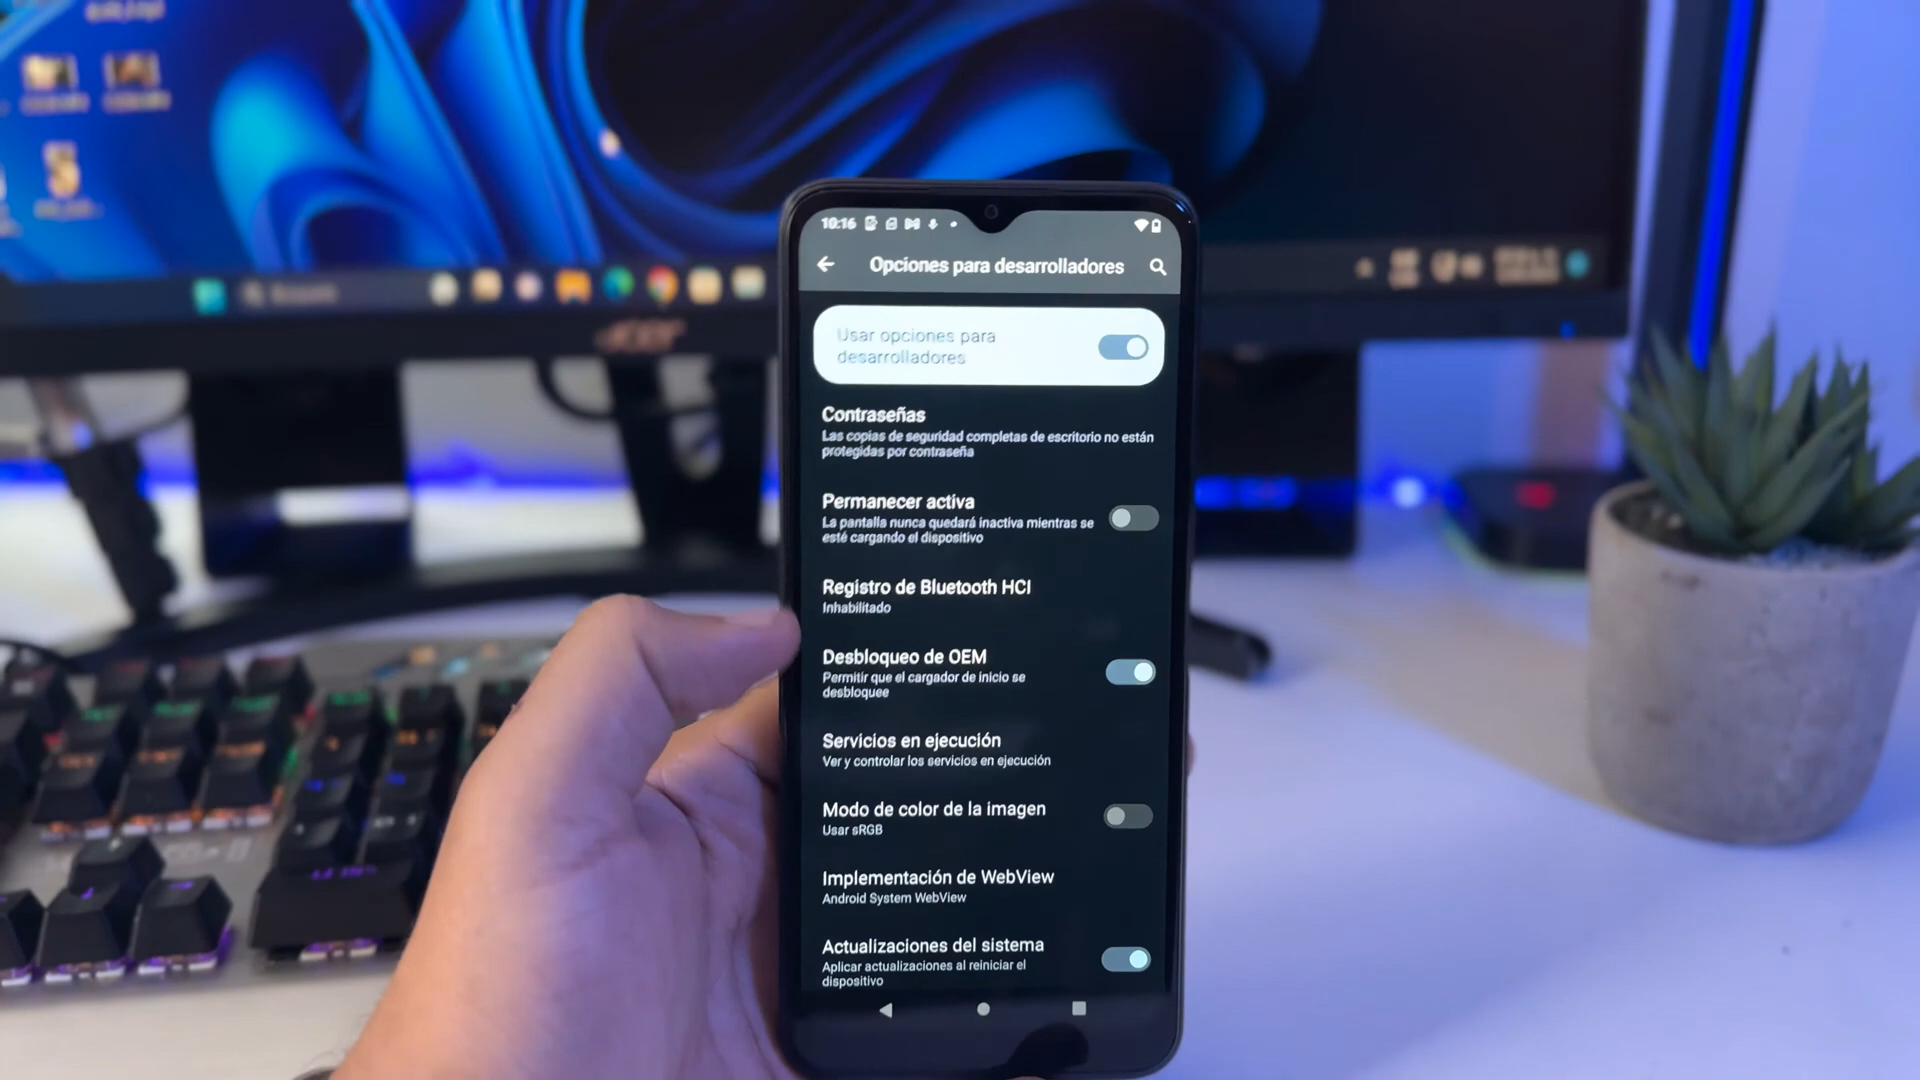 10:16
Opciones para desarrolladores
Usar opciones para
desarrolladores
Contraseñas
Las copias de seguridad completas de escritorio no están
protegidas por contraseña
Permanecer activa
La pantalla nunca quedará inactiva mientras se
esté cargando el dispositivo
Registro de Bluetooth HCI
Inhabilitado
Desbloqueo de OEM
Permitir que el cargador de inicio se
desbloquee
Servicios en ejecución
Ver y controlar los servicios en ejecución
Modo de color de la imagen
Usar sRGB
Implementación de WebView
Android System WebView
Actualizaciones del sistema
Aplicar actualizaciones al reiniciar el
dispositivo
acer